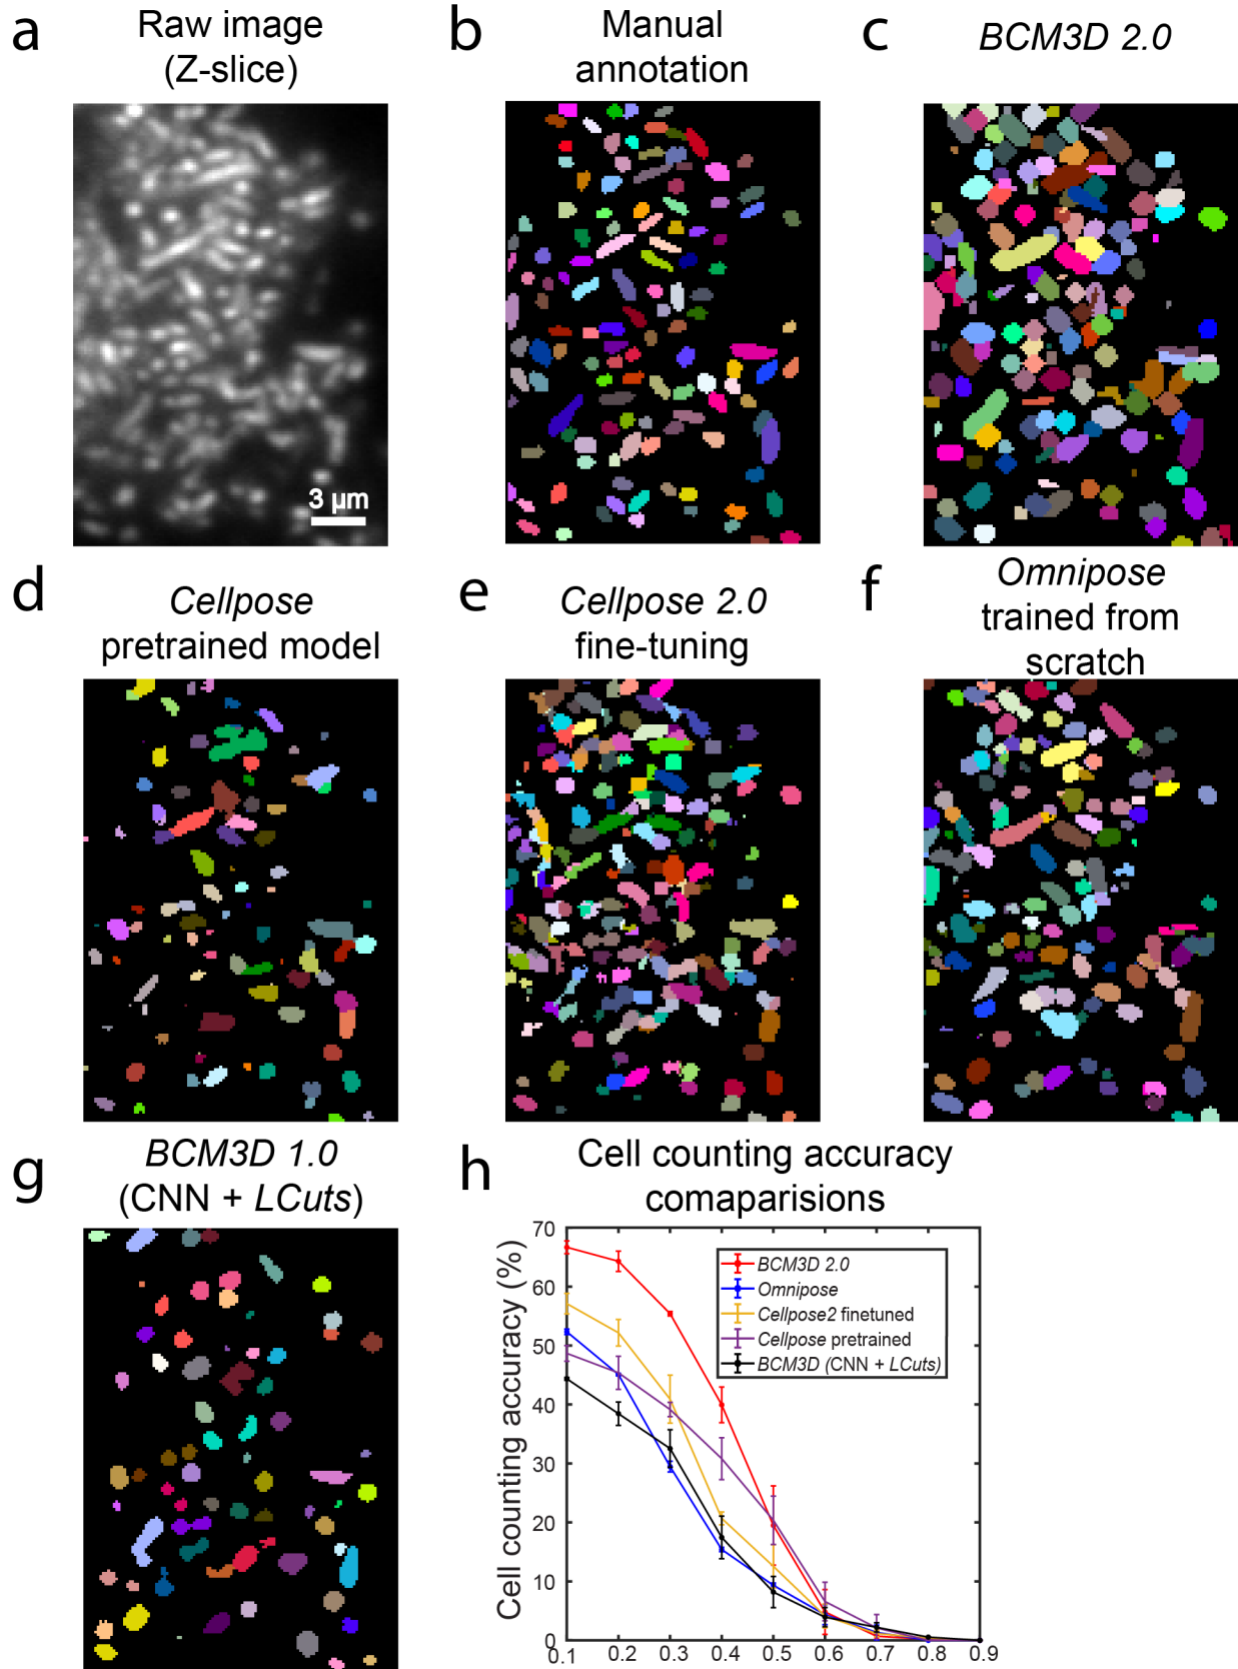 a
Raw image
(Z-slice)
3 µm
b
Manual
annotation
c
BCM3D 2.0
d
Cellpose
pretrained model
e
Cellpose 2.0
fine-tuning
f
Omnipose
trained from
scratch
g
BCM3D 1.0
(CNN + LCuts)
h
Cell counting accuracy
comaparisions
Cell counting accuracy (%)
70
60
50
40
30
20
10
0
BCM3D 2.0
Omnipose
Cellpose2 finetuned
Cellpose pretrained
BCM3D (CNN + LCuts)
0.1 0.2 0.3 0.4 0.5 0.6 0.7 0.8 0.9